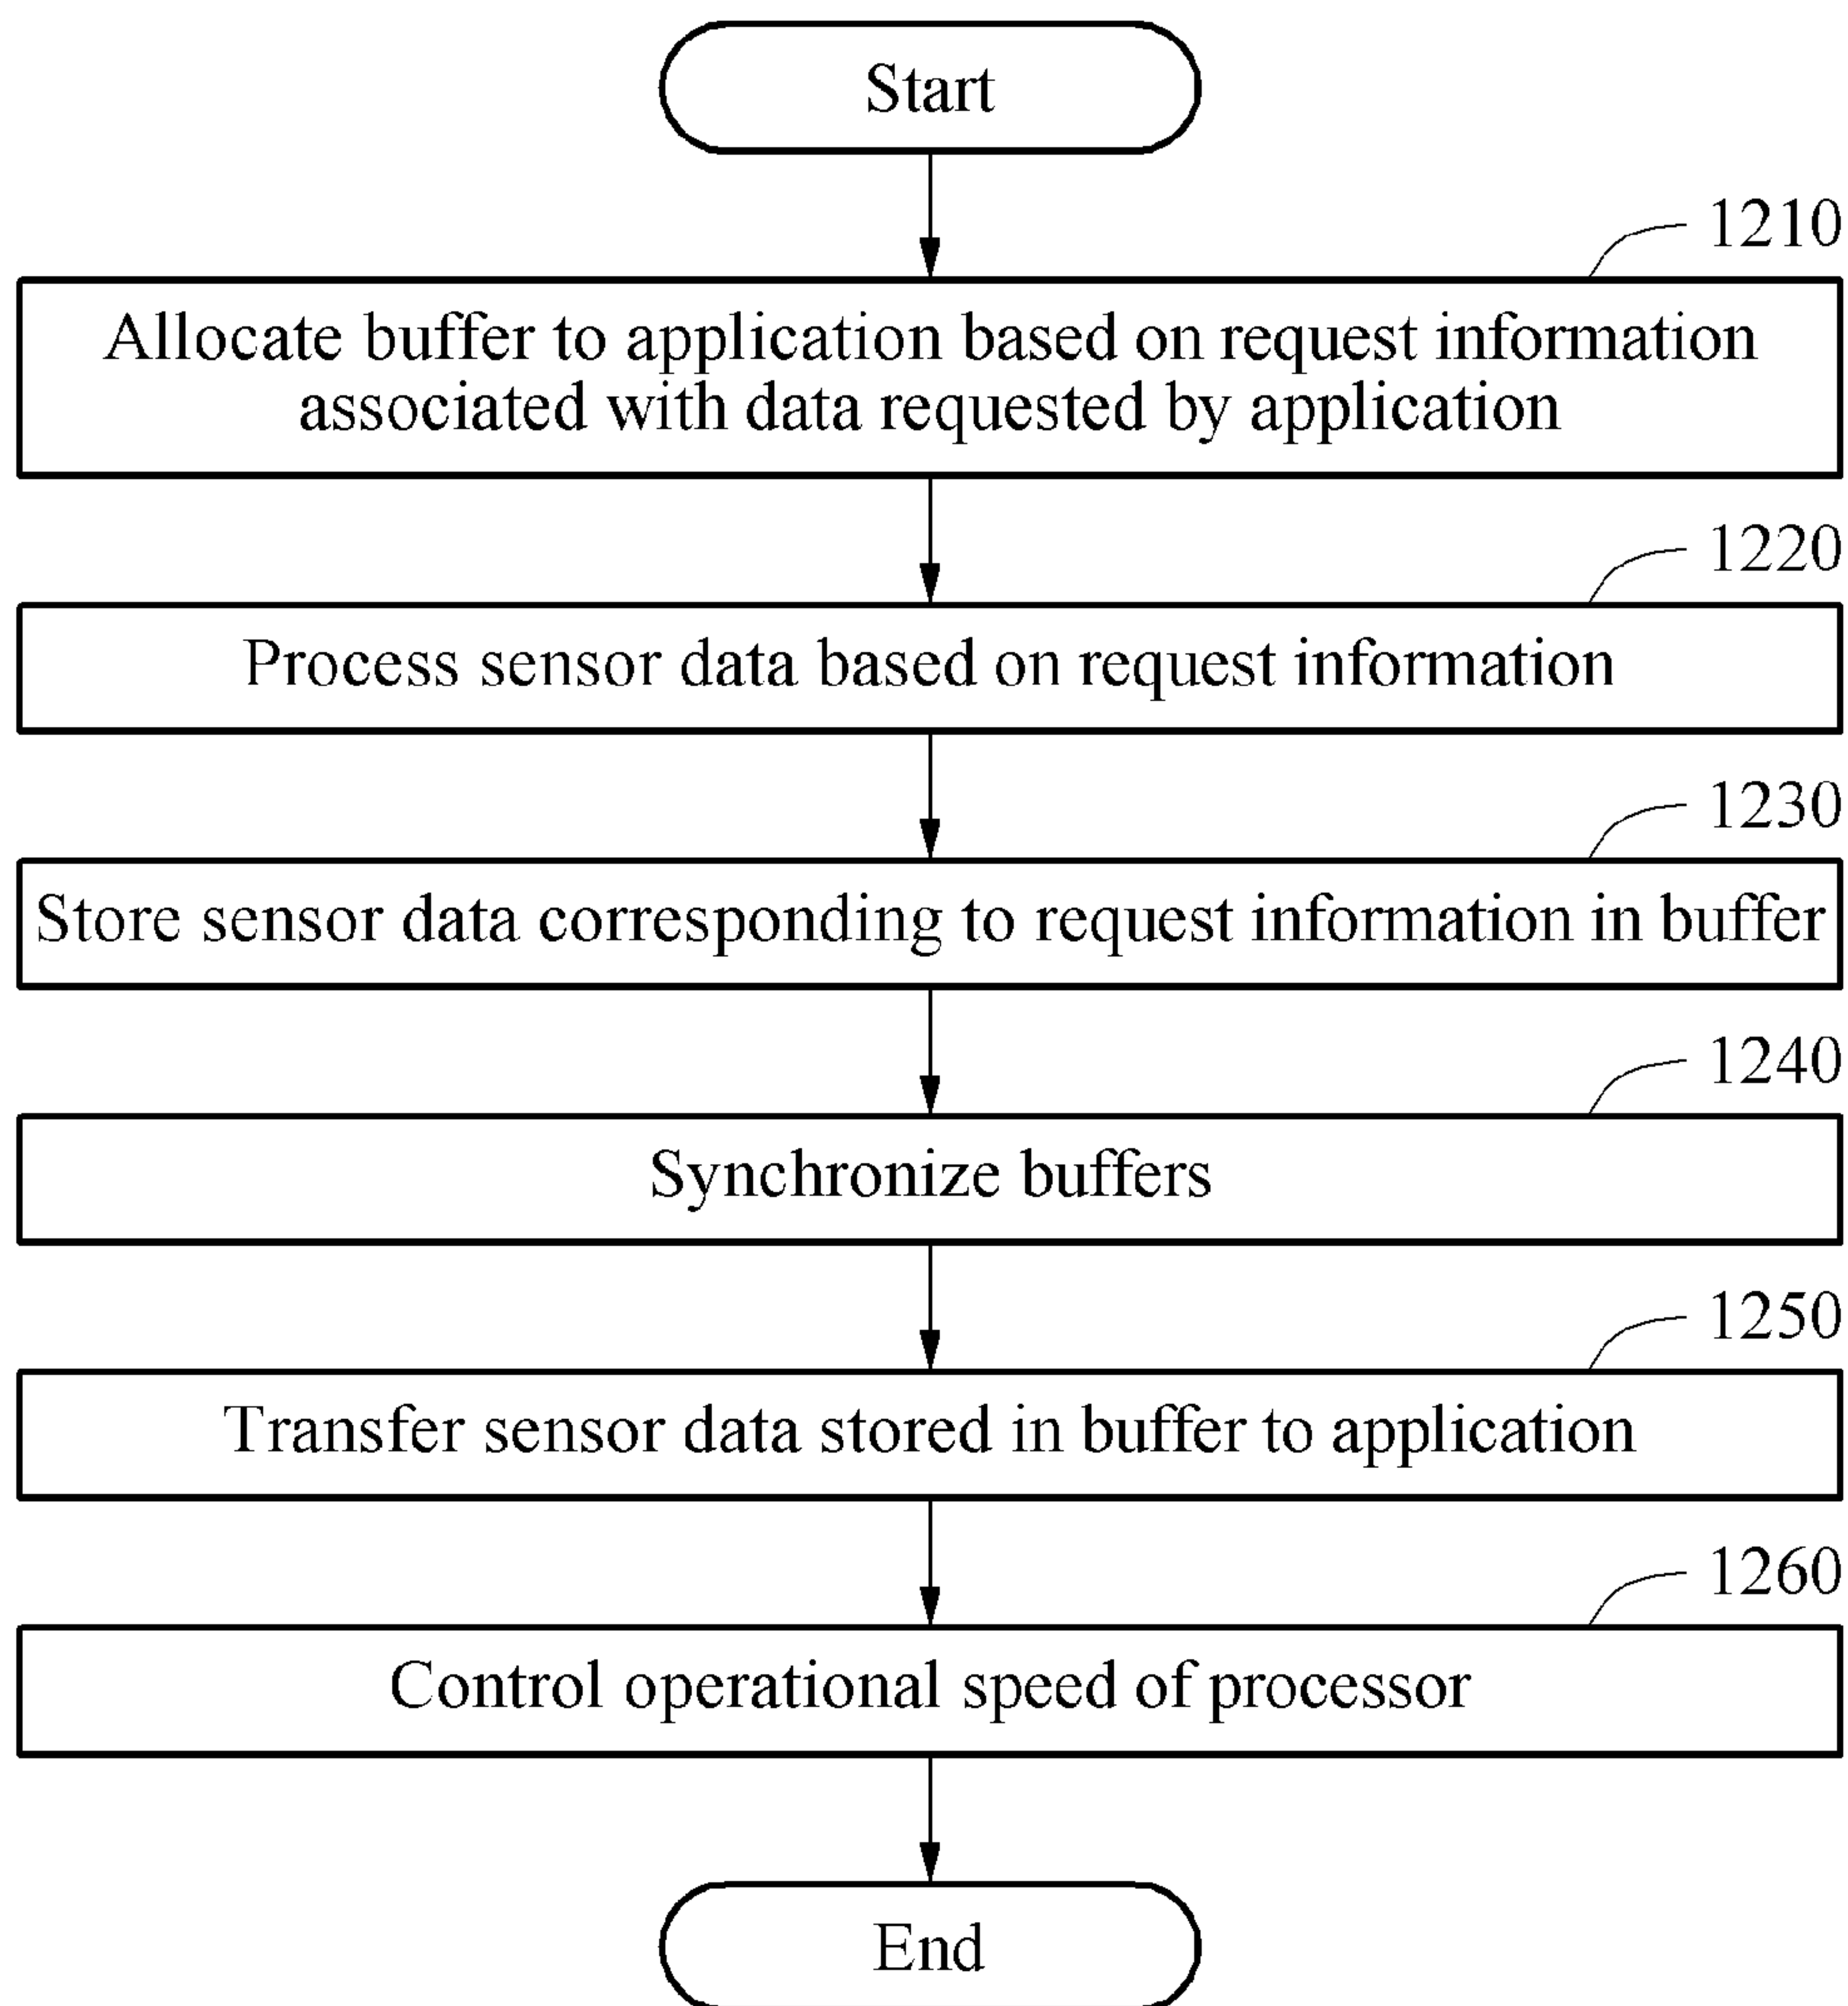 Start
1210
Allocate buffer to application based on request information
associated with data requested by application
1220
Process sensor data based on request information
1230
Store sensor data corresponding to request information in buffer
1240
Synchronize buffers
1250
Transfer sensor data stored in buffer to application
1260
Control operational speed of processor
End